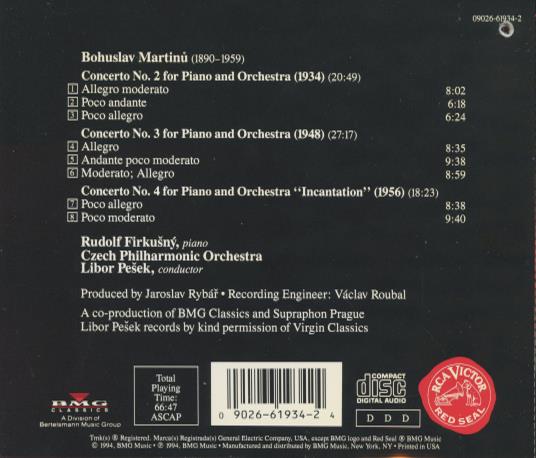 09026-61934-2
Bohuslav Martinů (1890–1959)
Concerto No. 2 for Piano and Orchestra (1934) (20:49)
1 Allegro moderato 8:02
2 Poco andante 6:18
3 Poco allegro 6:24
Concerto No. 3 for Piano and Orchestra (1948) (27:17)
4 Allegro 8:35
5 Andante poco moderato 9:38
6 Moderato; Allegro 8:59
Concerto No. 4 for Piano and Orchestra “Incantation” (1956) (18:23)
7 Poco allegro 8:38
8 Poco moderato 9:40
Rudolf Firkušný, piano
Czech Philharmonic Orchestra
Libor Pešek, conductor
Produced by Jaroslav Rybář • Recording Engineer: Václav Roubal
A co-production of BMG Classics and Supraphon Prague
Libor Pešek records by kind permission of Virgin Classics
BMG
CLASSICS
A Division of
Bertelsmann Music Group
Total
Playing
Time:
66:47
ASCAP
0 09026-61934-2 4
COMPACT
disc
DIGITAL AUDIO
D D D
RCA VICTOR
RED SEAL
Tmk(s) ® Registered. Marca(s) Registrada(s) General Electric Company, USA, except BMG logo and Red Seal ® BMG Music
© 1994, BMG Music • ℗ 1994, BMG Music • Manufactured and distributed by BMG Music, New York, NY • Printed in USA